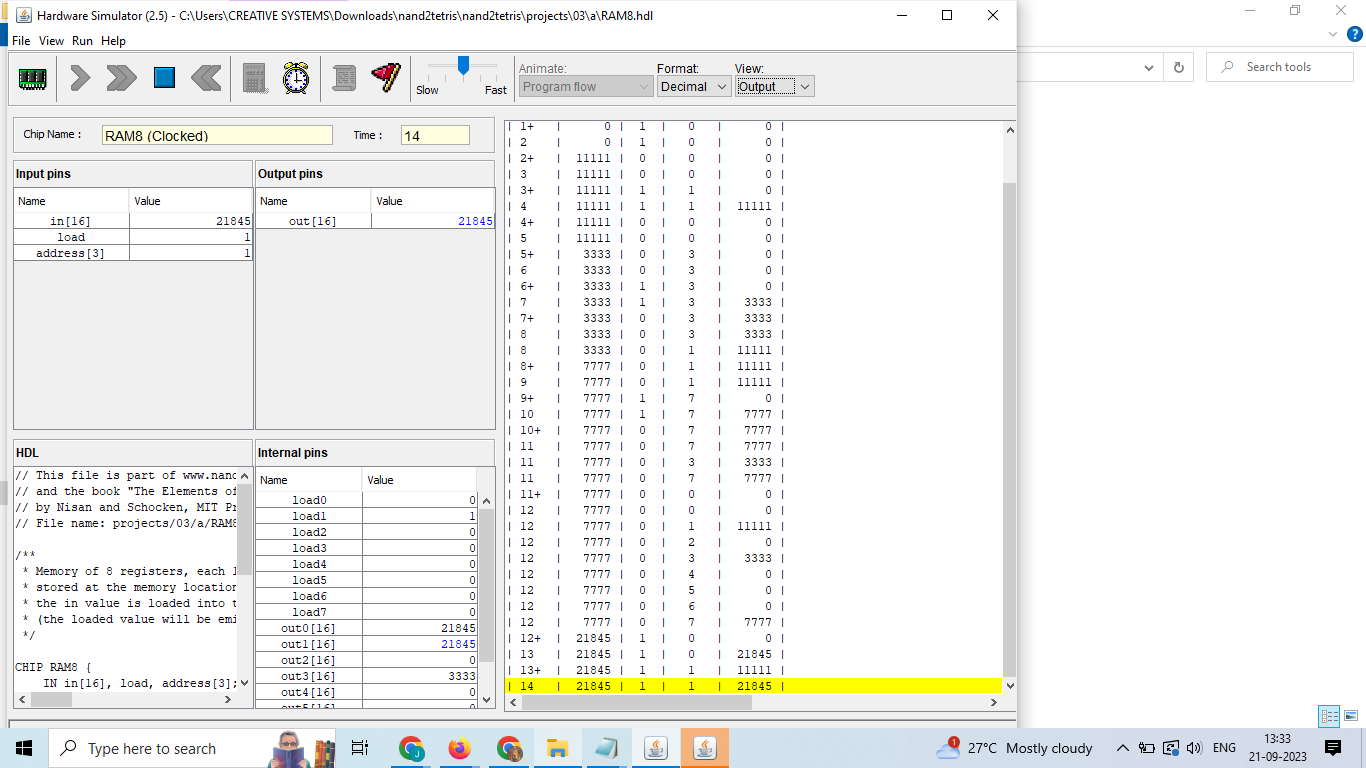 Hardware Simulator (2.5) - C:\Users\CREATIVE SYSTEMS\Downloads\nand2tetris\nand2tetris\projects\03\a\RAM8.hdl
File View Run Help
Search tools
Slow Fast
Animate:
Program flow
Format:
Decimal
View:
Output
Chip Name : RAM8 (Clocked) Time : 14
Input pins
Name Value
in[16] 21845
load 1
address[3] 1
Output pins
Name Value
out[16] 21845
HDL
// This file is part of www.nand
// and the book "The Elements of
// by Nisan and Schocken, MIT Pr
// File name: projects/03/a/RAM8
/**
* Memory of 8 registers, each 1
* stored at the memory location
* the in value is loaded into t
* (the loaded value will be emi
*/
CHIP RAM8 {
IN in[16], load, address[3];
Internal pins
Name Value
load0 0
load1 1
load2 0
load3 0
load4 0
load5 0
load6 0
load7 0
out0[16] 21845
out1[16] 21845
out2[16] 0
out3[16] 3333
out4[16] 0
out5[16] 0
| 1+ | 0 | 1 | 0 | 0 |
| 2 | 0 | 1 | 0 | 0 |
| 2+ | 11111 | 0 | 0 | 0 |
| 3 | 11111 | 0 | 0 | 0 |
| 3+ | 11111 | 1 | 1 | 0 |
| 4 | 11111 | 1 | 1 | 11111 |
| 4+ | 11111 | 0 | 0 | 0 |
| 5 | 11111 | 0 | 0 | 0 |
| 5+ | 3333 | 0 | 3 | 0 |
| 6 | 3333 | 0 | 3 | 0 |
| 6+ | 3333 | 1 | 3 | 0 |
| 7 | 3333 | 1 | 3 | 3333 |
| 7+ | 3333 | 0 | 3 | 3333 |
| 8 | 3333 | 0 | 3 | 3333 |
| 8 | 3333 | 0 | 1 | 11111 |
| 8+ | 7777 | 0 | 1 | 11111 |
| 9 | 7777 | 0 | 1 | 11111 |
| 9+ | 7777 | 1 | 7 | 0 |
| 10 | 7777 | 1 | 7 | 7777 |
| 10+ | 7777 | 0 | 7 | 7777 |
| 11 | 7777 | 0 | 7 | 7777 |
| 11 | 7777 | 0 | 3 | 3333 |
| 11 | 7777 | 0 | 7 | 7777 |
| 11+ | 7777 | 0 | 0 | 0 |
| 12 | 7777 | 0 | 0 | 0 |
| 12 | 7777 | 0 | 1 | 11111 |
| 12 | 7777 | 0 | 2 | 0 |
| 12 | 7777 | 0 | 3 | 3333 |
| 12 | 7777 | 0 | 4 | 0 |
| 12 | 7777 | 0 | 5 | 0 |
| 12 | 7777 | 0 | 6 | 0 |
| 12 | 7777 | 0 | 7 | 7777 |
| 12+ | 21845 | 1 | 0 | 0 |
| 13 | 21845 | 1 | 0 | 21845 |
| 13+ | 21845 | 1 | 1 | 11111 |
| 14 | 21845 | 1 | 1 | 21845 |
Type here to search
1
27°C Mostly cloudy
ENG
13:33
21-09-2023